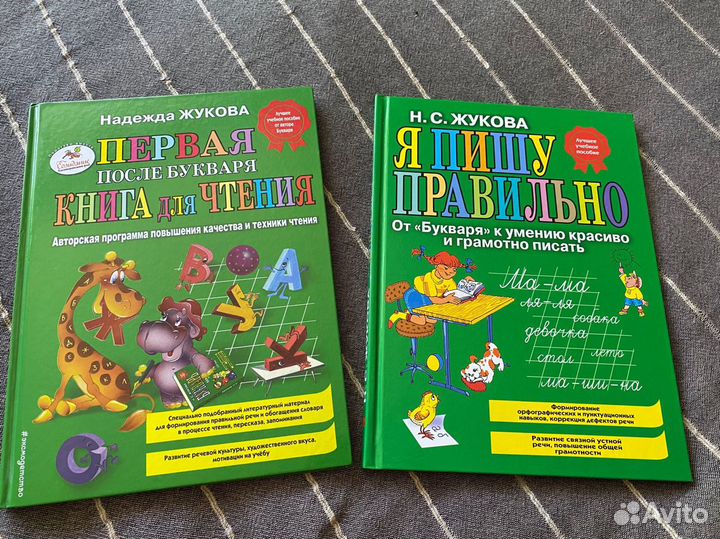 Надежда ЖУКОВА
лучшее
учебное пособие
от автора
Букваря
ПЕРВАЯ
ПОСЛЕ БУКВАРЯ
КНИГА ДЛЯ ЧТЕНИЯ
Авторская программа повышения качества и техники чтения
В О А
Ж У К
Специально подобранный литературный материал
для формирования правильной речи и обогащения словаря
в процессе чтения, пересказа, запоминания
Развитие речевой культуры, художественного вкуса,
мотивации на учёбу
#эксмодетство
Н. С. ЖУКОВА
Лучшее
учебное
пособие
Я ПИШУ
ПРАВИЛЬНО
От «Букваря» к умению красиво
и грамотно писать
Ма-ма
ля-ля
собака
девочка
лето
стол
ма-ши-на
Формирование
орфографических и пунктуационных
навыков, коррекция дефектов речи
Развитие связной устной
речи, повышение общей
грамотности
Avito